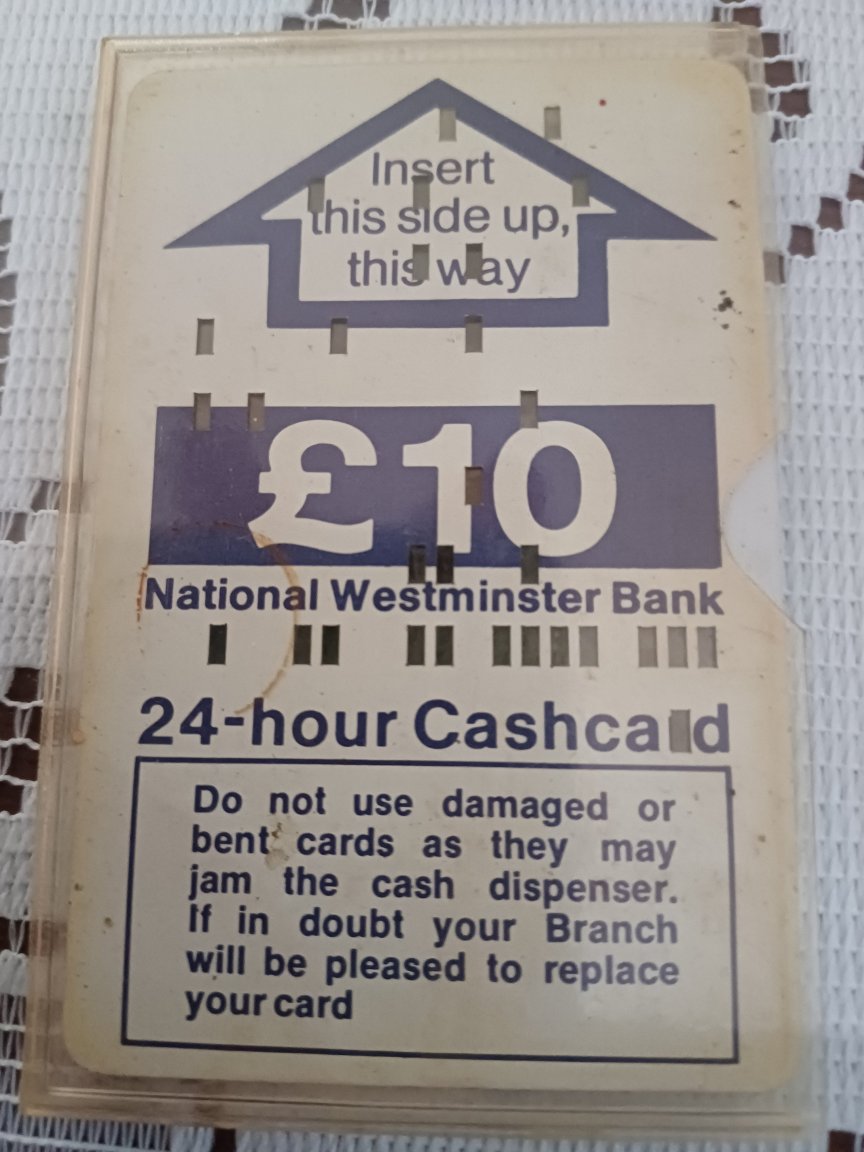 Insert
this side up,
this way
£10
National Westminster Bank
24-hour Cashcard
Do not use damaged or
bent cards as they may
jam the cash dispenser.
If in doubt your Branch
will be pleased to replace
your card